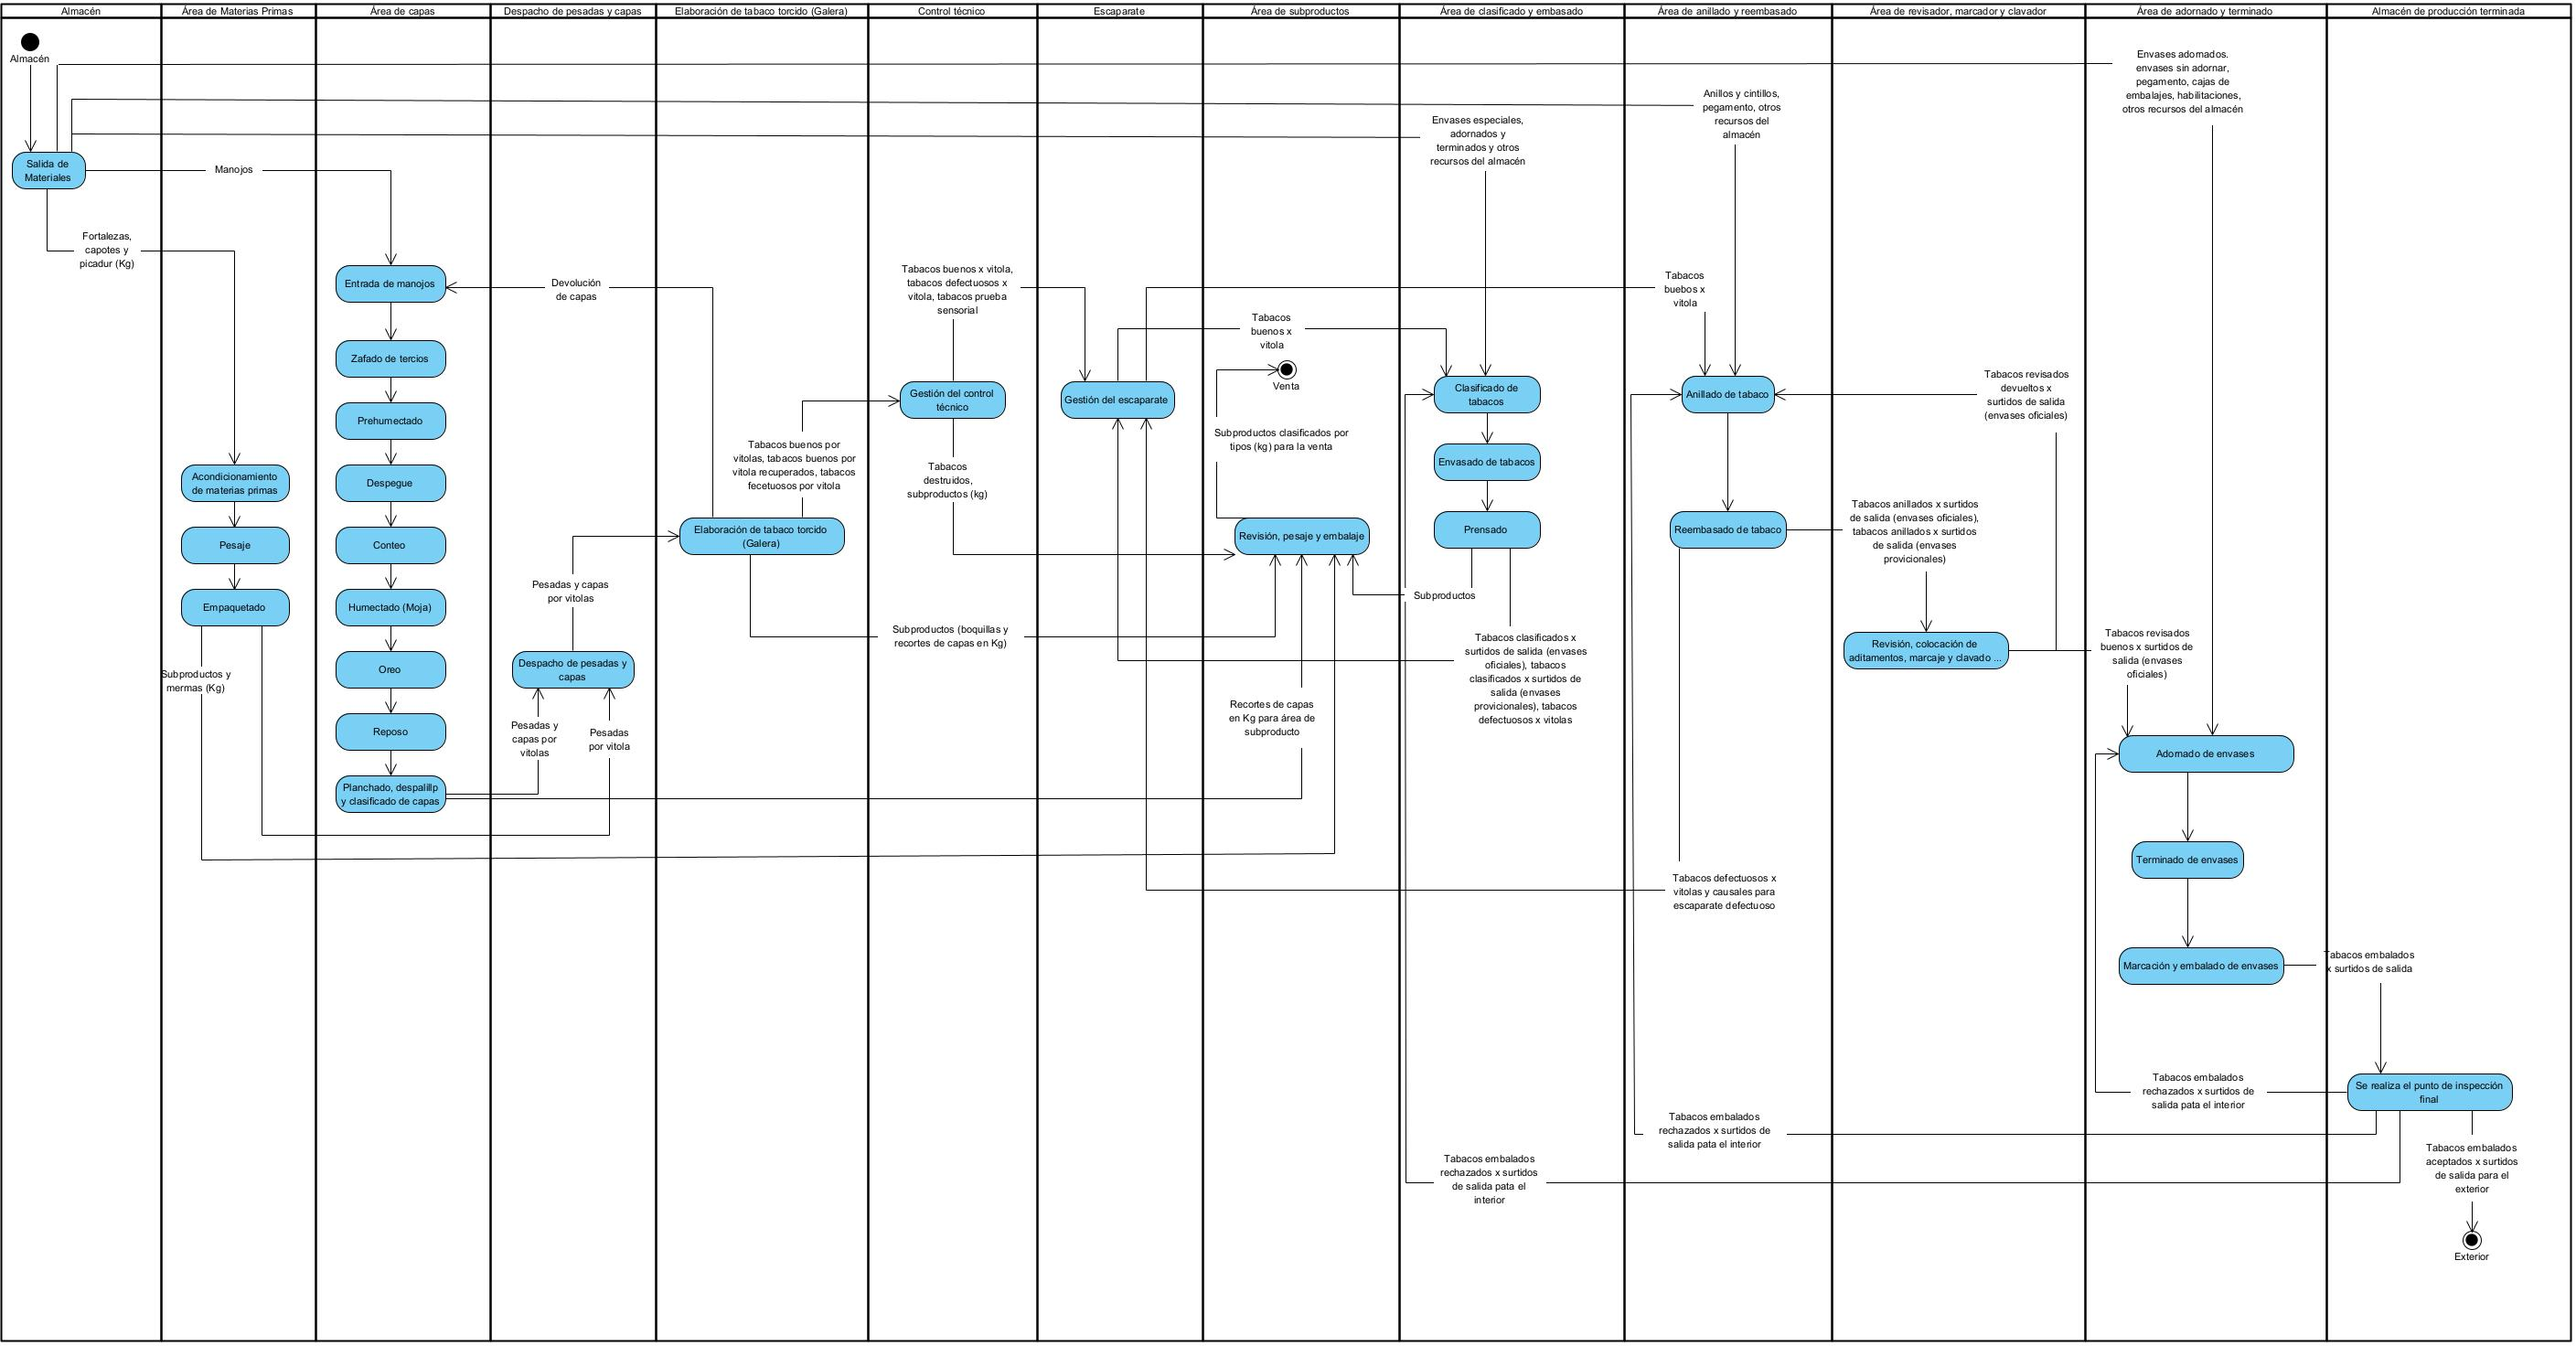 Almacén
Área de Materias Primas
Área de capas
Despacho de pesadas y capas
Elaboración de tabaco torcido (Galera)
Control técnico
Escaparate
Área de subproductos
Área de clasificado y embasado
Área de anillado y reembasado
Área de revisador, marcador y clavador
Área de adornado y terminado
Almacén de producción terminada
Almacén
Salida de
Materiales
Manojos
Fortalezas,
capotes y
picadur (Kg)
Acondicionamiento
de materias primas
Pesaje
Empaquetado
Subproductos y
mermas (Kg)
Entrada de manojos
Zafado de tercios
Prehumectado
Despegue
Conteo
Humectado (Moja)
Oreo
Reposo
Planchado, despalillp
y clasificado de capas
Devolución
de capas
Pesadas y capas
por vitolas
Despacho de pesadas y
capas
Pesadas y
capas por
vitolas
Pesadas
por vitola
Tabacos buenos por
vitolas, tabacos buenos por
vitola recuperados, tabacos
fecetuosos por vitola
Elaboración de tabaco torcido
(Galera)
Tabacos buenos x vitola,
tabacos defectuosos x
vitola, tabacos prueba
sensorial
Gestión del control
técnico
Tabacos
destruidos,
subproductos (kg)
Subproductos (boquillas y
recortes de capas en Kg)
Gestión del escaparate
Tabacos
buenos x
vitola
Venta
Subproductos clasificados por
tipos (kg) para la venta
Revisión, pesaje y embalaje
Recortes de capas
en Kg para área de
subproducto
Envases especiales,
adornados y
terminados y otros
recursos del almacén
Clasificado de
tabacos
Envasado de tabacos
Prensado
Subproductos
Tabacos clasificados x
surtidos de salida (envases
oficiales), tabacos
clasificados x surtidos de
salida (envases
provicionales), tabacos
defectuosos x vitolas
Tabacos embalados
rechazados x surtidos
de salida pata el
interior
Anillos y cintillos,
pegamento, otros
recursos del
almacén
Tabacos
buebos x
vitola
Anillado de tabaco
Reembasado de tabaco
Tabacos defectuosos x
vitolas y causales para
escaparate defectuoso
Tabacos embalados
rechazados x surtidos de
salida pata el interior
Tabacos revisados
devueltos x
surtidos de salida
(envases oficiales)
Tabacos anillados x surtidos
de salida (envases oficiales),
tabacos anillados x surtidos
de salida (envases
provicionales)
Revisión, colocación de
aditamentos, marcaje y clavado ...
Envases adornados.
envases sin adornar,
pegamento, cajas de
embalajes, habilitaciones,
otros recursos del almacén
Tabacos revisados
buenos x surtidos de
salida (envases
oficiales)
Adornado de envases
Terminado de envases
Marcación y embalado de envases
Tabacos embalados
rechazados x surtidos de
salida pata el interior
Tabacos embalados
x surtidos de salida
Se realiza el punto de inspección
final
Tabacos embalados
aceptados x surtidos
de salida para el
exterior
Exterior